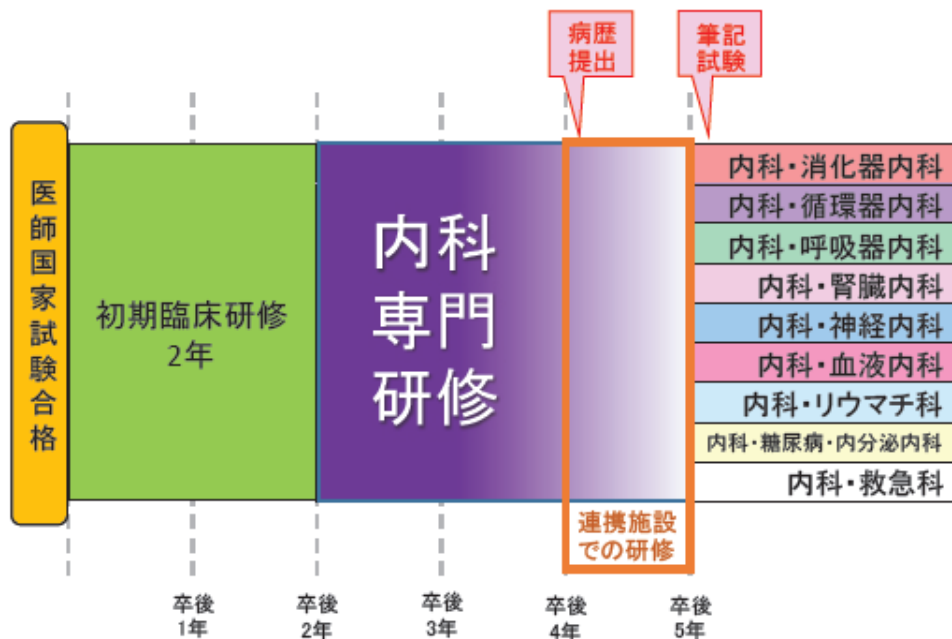 病歴
提出
筆記
試験
医師国家試験合格
初期臨床研修
2年
内科
専門
研修
内科・消化器内科
内科・循環器内科
内科・呼吸器内科
内科・腎臓内科
内科・神経内科
内科・血液内科
内科・リウマチ科
内科・糖尿病・内分泌内科
内科・救急科
連携施設
での研修
卒後
1年
卒後
2年
卒後
3年
卒後
4年
卒後
5年